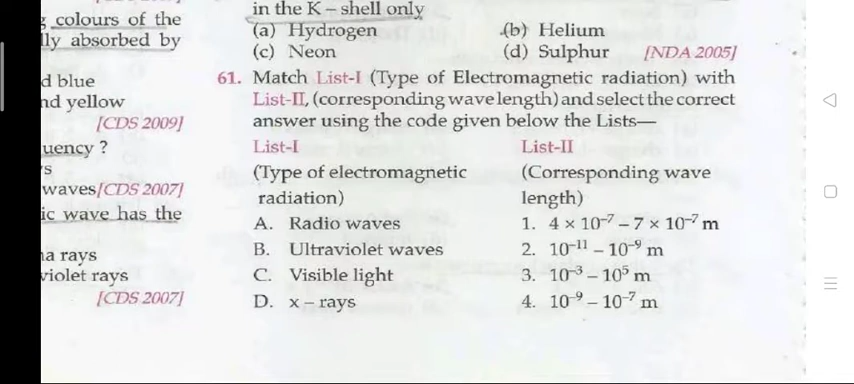 colours of the
lly absorbed by
d blue
nd yellow
[CDS 2009]
uency ?
s
waves[CDS 2007]
ic wave has the
na rays
violet rays
[CDS 2007]
in the K – shell only
(a) Hydrogen (b) Helium
(c) Neon (d) Sulphur [NDA 2005]
61. Match List-I (Type of Electromagnetic radiation) with
List-II, (corresponding wave length) and select the correct
answer using the code given below the Lists—
List-I List-II
(Type of electromagnetic (Corresponding wave
radiation) length)
A. Radio waves 1. 4 × 10⁻⁷ – 7 × 10⁻⁷ m
B. Ultraviolet waves 2. 10⁻¹¹ – 10⁻⁹ m
C. Visible light 3. 10⁻³ – 10⁵ m
D. x – rays 4. 10⁻⁹ – 10⁻⁷ m